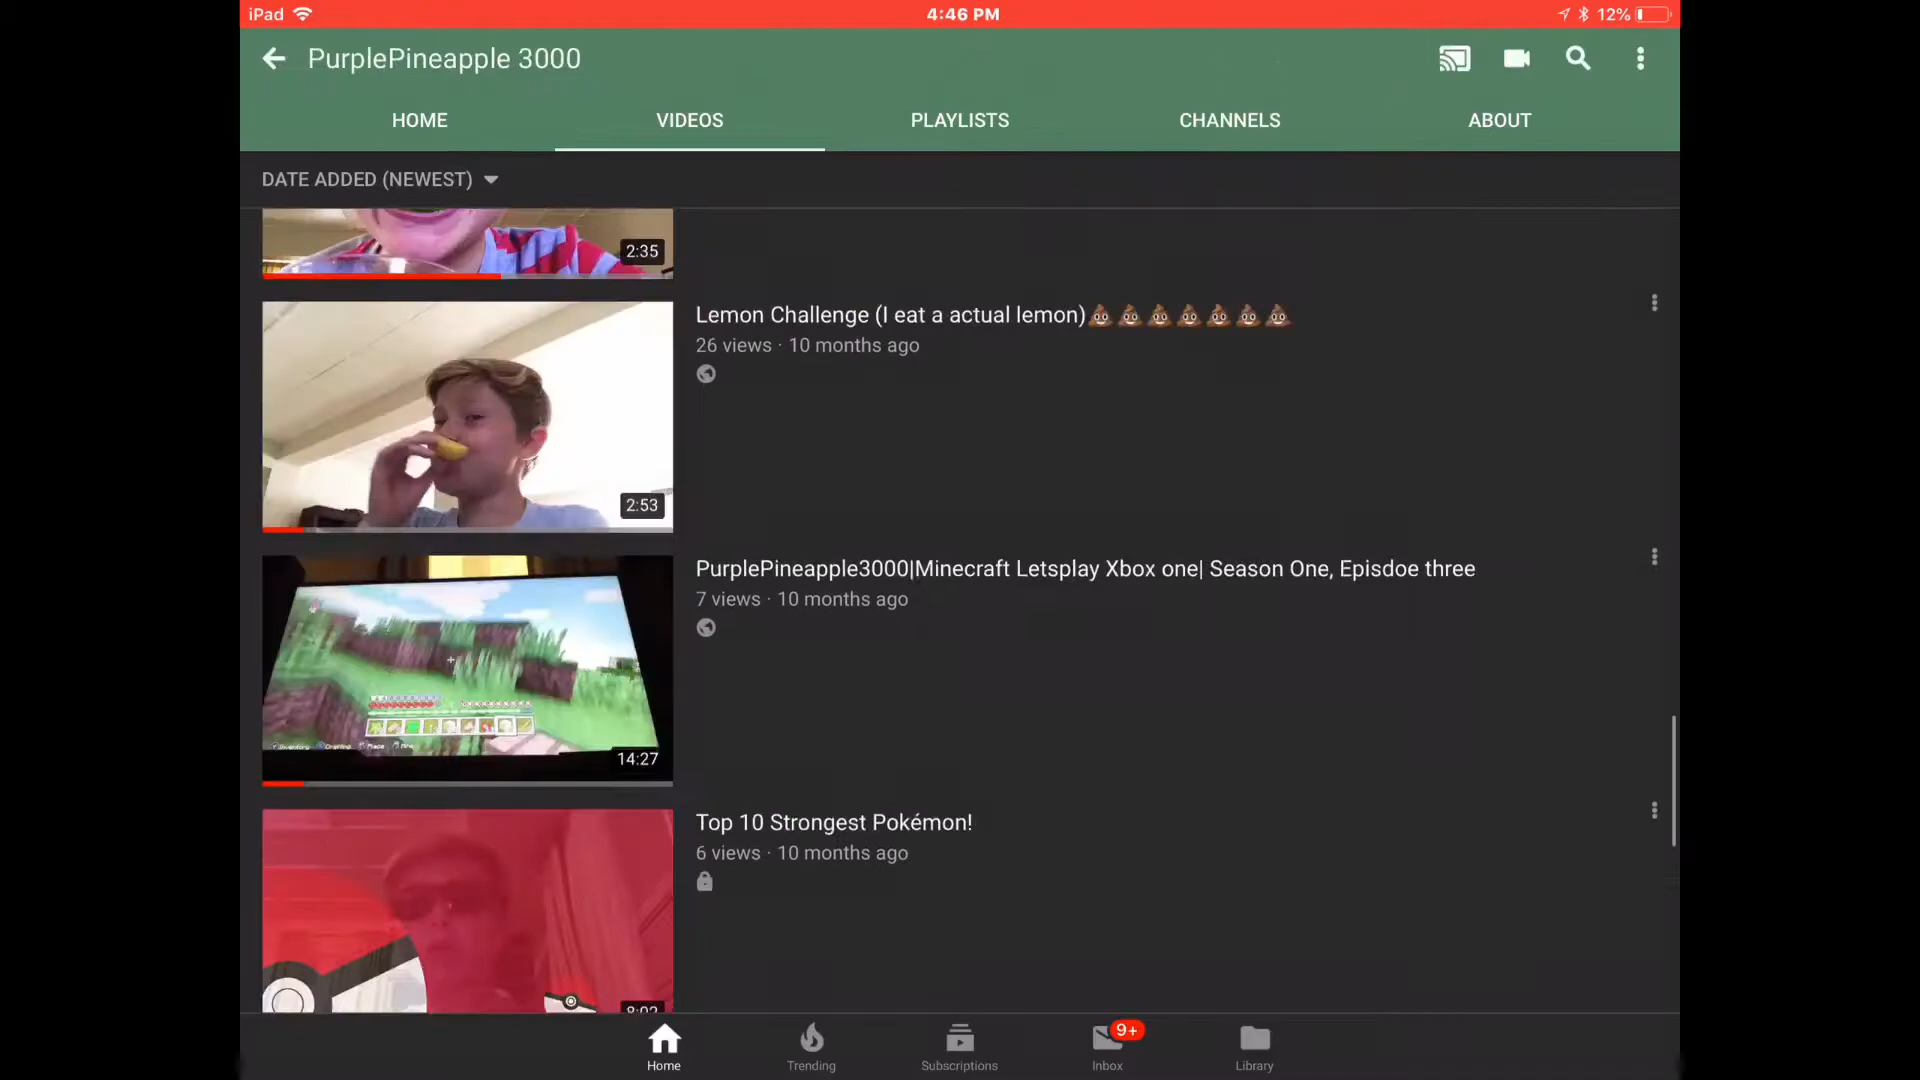 iPad
4:46 PM
12%
PurplePineapple 3000
HOME
VIDEOS
PLAYLISTS
CHANNELS
ABOUT
DATE ADDED (NEWEST)
2:35
Lemon Challenge (I eat a actual lemon)💩💩💩💩💩💩💩
26 views · 10 months ago
2:53
PurplePineapple3000|Minecraft Letsplay Xbox one| Season One, Episdoe three
7 views · 10 months ago
14:27
Top 10 Strongest Pokémon!
6 views · 10 months ago
Home
Trending
Subscriptions
9+
Inbox
Library